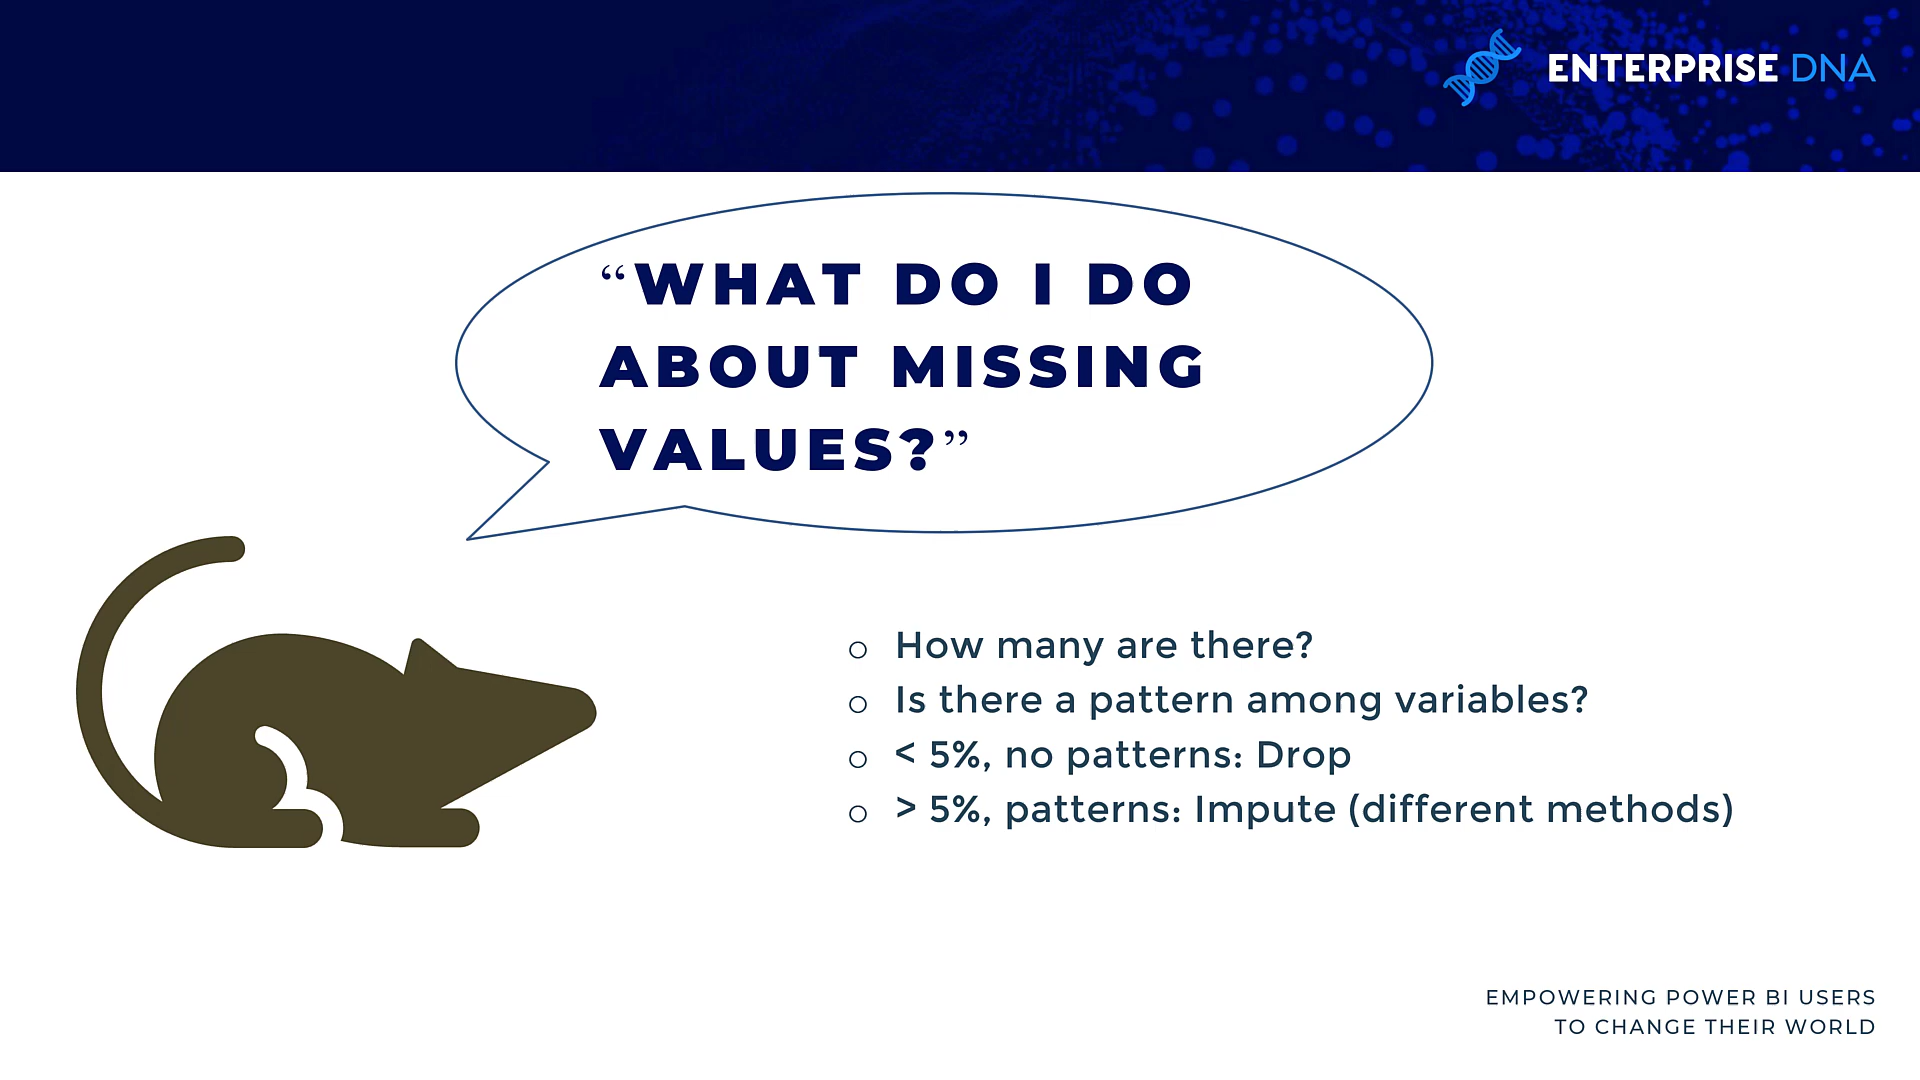 ENTERPRISE DNA
“WHAT DO I DO
ABOUT MISSING
VALUES?”
o How many are there?
o Is there a pattern among variables?
o < 5%, no patterns: Drop
o > 5%, patterns: Impute (different methods)
EMPOWERING POWER BI USERS
TO CHANGE THEIR WORLD